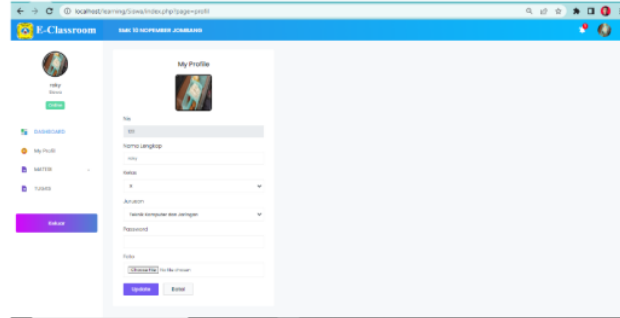 localhost/learning/Siswa/index.php?page=profil
E-Classroom
SMK 10 NOPEMBER JOMBANG
roky
Siswa
Online
DASHBOARD
My Profil
MATERI
TUGAS
Keluar
My Profile
Nis
Nama Lengkap
roky
Kelas
X
Jurusan
Teknik Komputer dan Jaringan
Password
Foto
Choose File No file chosen
Update
Batal